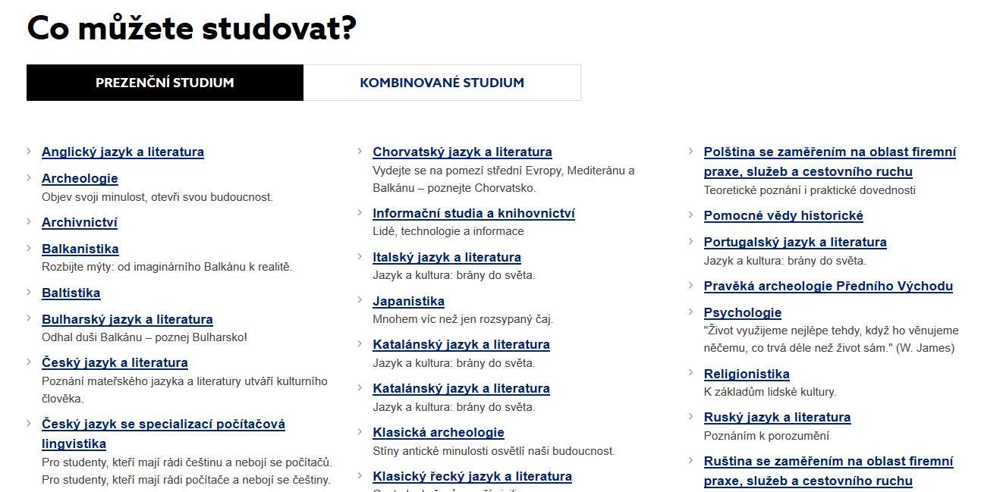 Co můžete studovat?
PREZENČNÍ STUDIUM
KOMBINOVANÉ STUDIUM
Anglický jazyk a literatura
Archeologie
Objev svoji minulost, otevři svou budoucnost.
Archivnictví
Balkanistika
Rozbijte mýty: od imaginárního Balkánu k realitě.
Baltistika
Bulharský jazyk a literatura
Odhal duši Balkánu – poznej Bulharsko!
Český jazyk a literatura
Poznání mateřského jazyka a literatury utváří kulturního
člověka.
Český jazyk se specializací počítačová
lingvistika
Pro studenty, kteří mají rádi češtinu a nebojí se počítačů.
Pro studenty, kteří mají rádi počítače a nebojí se češtiny.
Chorvatský jazyk a literatura
Vydejte se na pomezí střední Evropy, Mediteránu a
Balkánu – poznejte Chorvatsko.
Informační studia a knihovnictví
Lidé, technologie a informace
Italský jazyk a literatura
Jazyk a kultura: brány do světa.
Japanistika
Mnohem víc než jen rozsypaný čaj.
Katalánský jazyk a literatura
Jazyk a kultura: brány do světa.
Katalánský jazyk a literatura
Jazyk a kultura: brány do světa.
Klasická archeologie
Stíny antické minulosti osvětlí naši budoucnost.
Klasický řecký jazyk a literatura
Polština se zaměřením na oblast firemní
praxe, služeb a cestovního ruchu
Teoretické poznání i praktické dovednosti
Pomocné vědy historické
Portugalský jazyk a literatura
Jazyk a kultura: brány do světa.
Pravěká archeologie Předního Východu
Psychologie
"Život využijeme nejlépe tehdy, když ho věnujeme
něčemu, co trvá déle než život sám." (W. James)
Religionistika
K základům lidské kultury.
Ruský jazyk a literatura
Poznáním k porozumění
Ruština se zaměřením na oblast firemní
praxe, služeb a cestovního ruchu